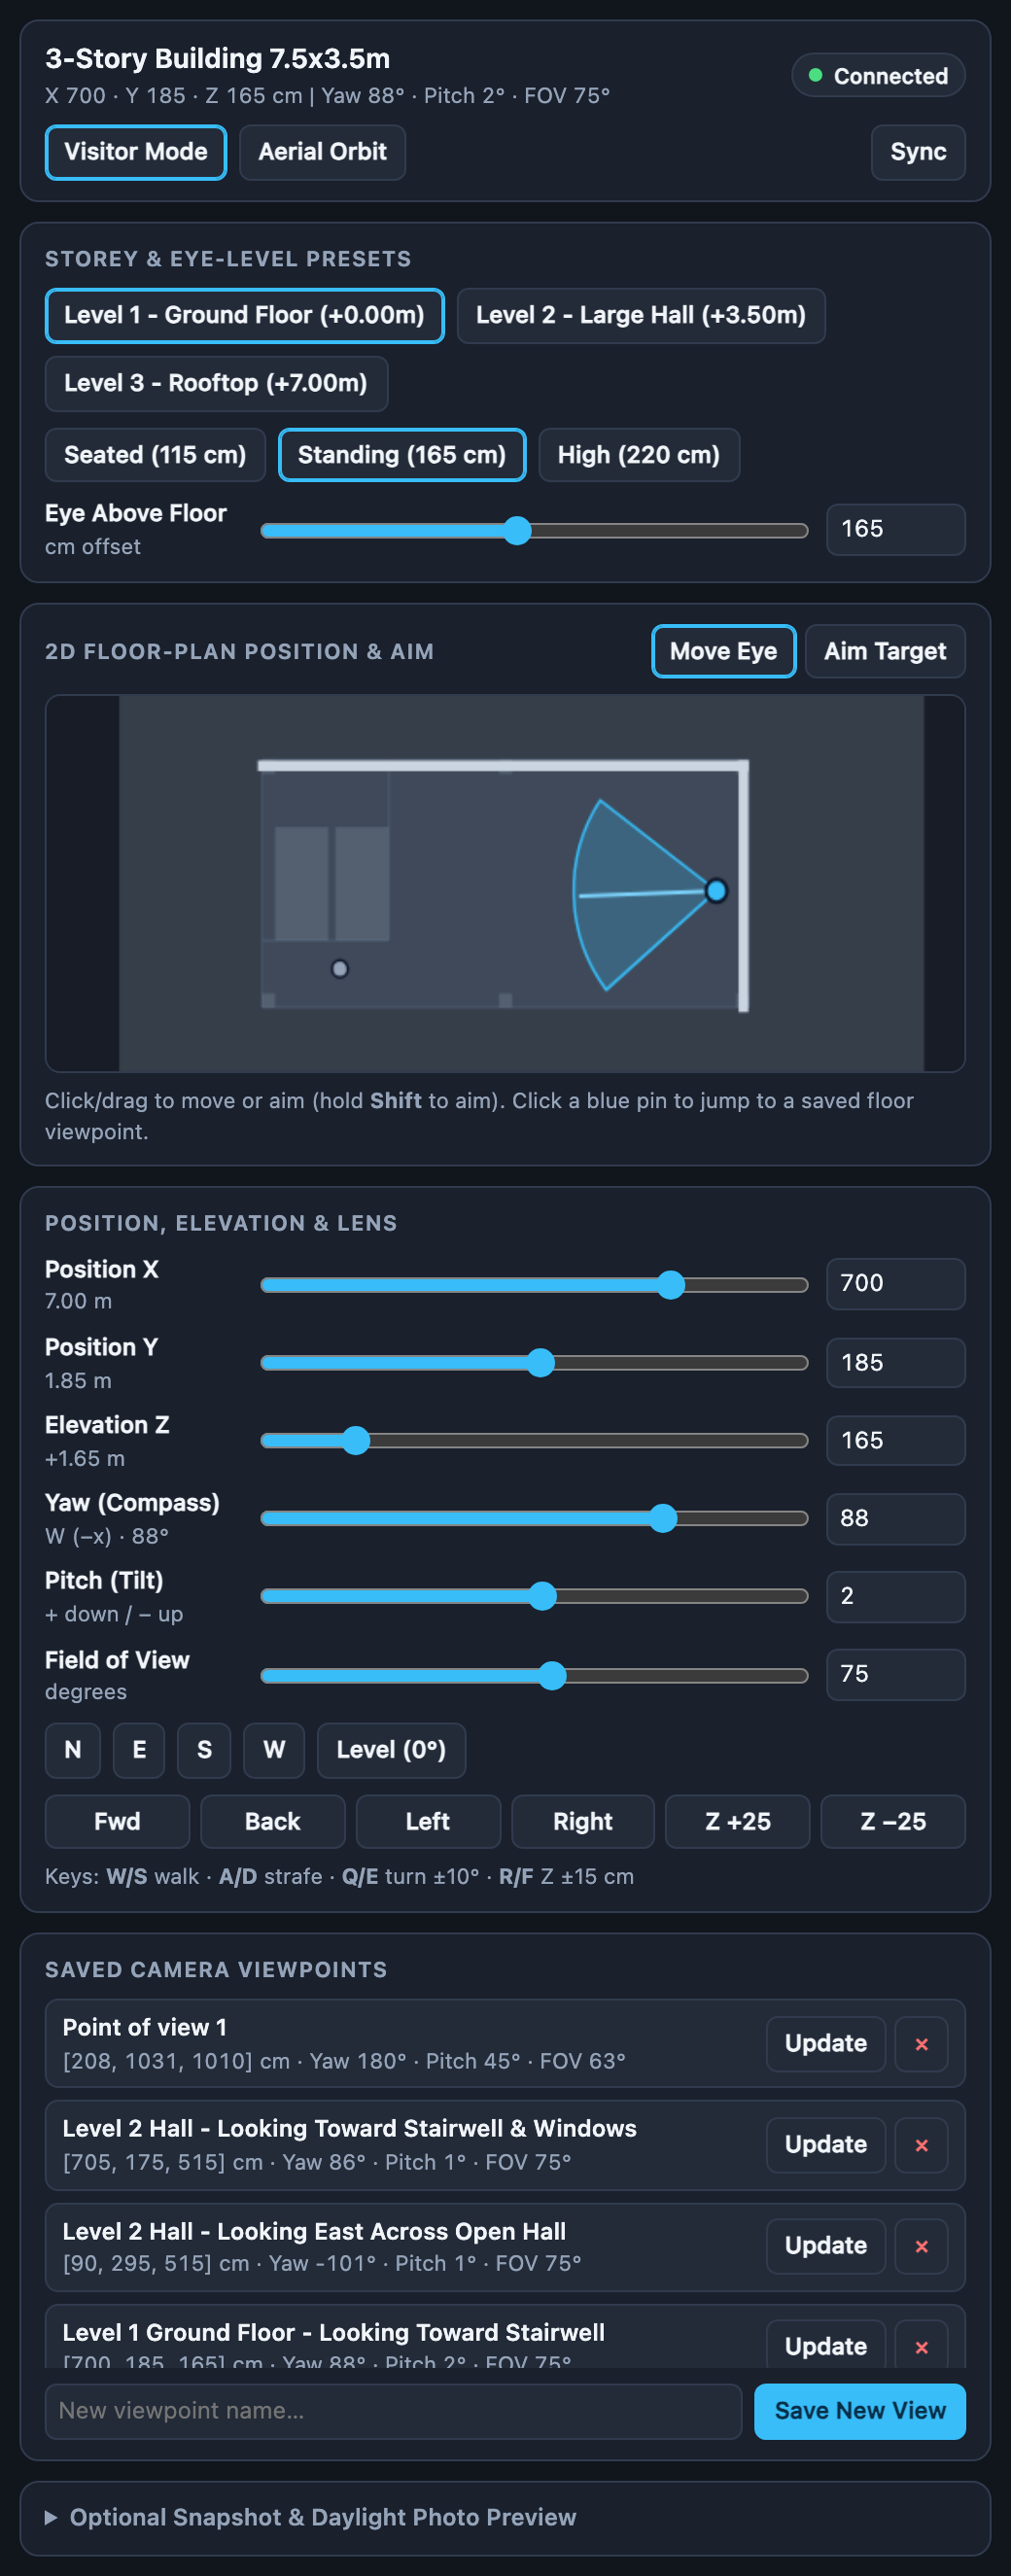 3-Story Building 7.5x3.5m
X 700 · Y 185 · Z 165 cm | Yaw 88° · Pitch 2° · FOV 75°
Connected
Visitor Mode
Aerial Orbit
Sync
STOREY & EYE-LEVEL PRESETS
Level 1 - Ground Floor (+0.00m)
Level 2 - Large Hall (+3.50m)
Level 3 - Rooftop (+7.00m)
Seated (115 cm)
Standing (165 cm)
High (220 cm)
Eye Above Floor
cm offset
165
2D FLOOR-PLAN POSITION & AIM
Move Eye
Aim Target
Click/drag to move or aim (hold Shift to aim). Click a blue pin to jump to a saved floor
viewpoint.
POSITION, ELEVATION & LENS
Position X
7.00 m
700
Position Y
1.85 m
185
Elevation Z
+1.65 m
165
Yaw (Compass)
W (−x) · 88°
88
Pitch (Tilt)
+ down / − up
2
Field of View
degrees
75
N
E
S
W
Level (0°)
Fwd
Back
Left
Right
Z +25
Z −25
Keys: W/S walk · A/D strafe · Q/E turn ±10° · R/F Z ±15 cm
SAVED CAMERA VIEWPOINTS
Point of view 1
[208, 1031, 1010] cm · Yaw 180° · Pitch 45° · FOV 63°
Update
×
Level 2 Hall - Looking Toward Stairwell & Windows
[705, 175, 515] cm · Yaw 86° · Pitch 1° · FOV 75°
Update
×
Level 2 Hall - Looking East Across Open Hall
[90, 295, 515] cm · Yaw -101° · Pitch 1° · FOV 75°
Update
×
Level 1 Ground Floor - Looking Toward Stairwell
[700, 185, 165] cm · Yaw 88° · Pitch 2° · FOV 75°
Update
×
New viewpoint name...
Save New View
Optional Snapshot & Daylight Photo Preview